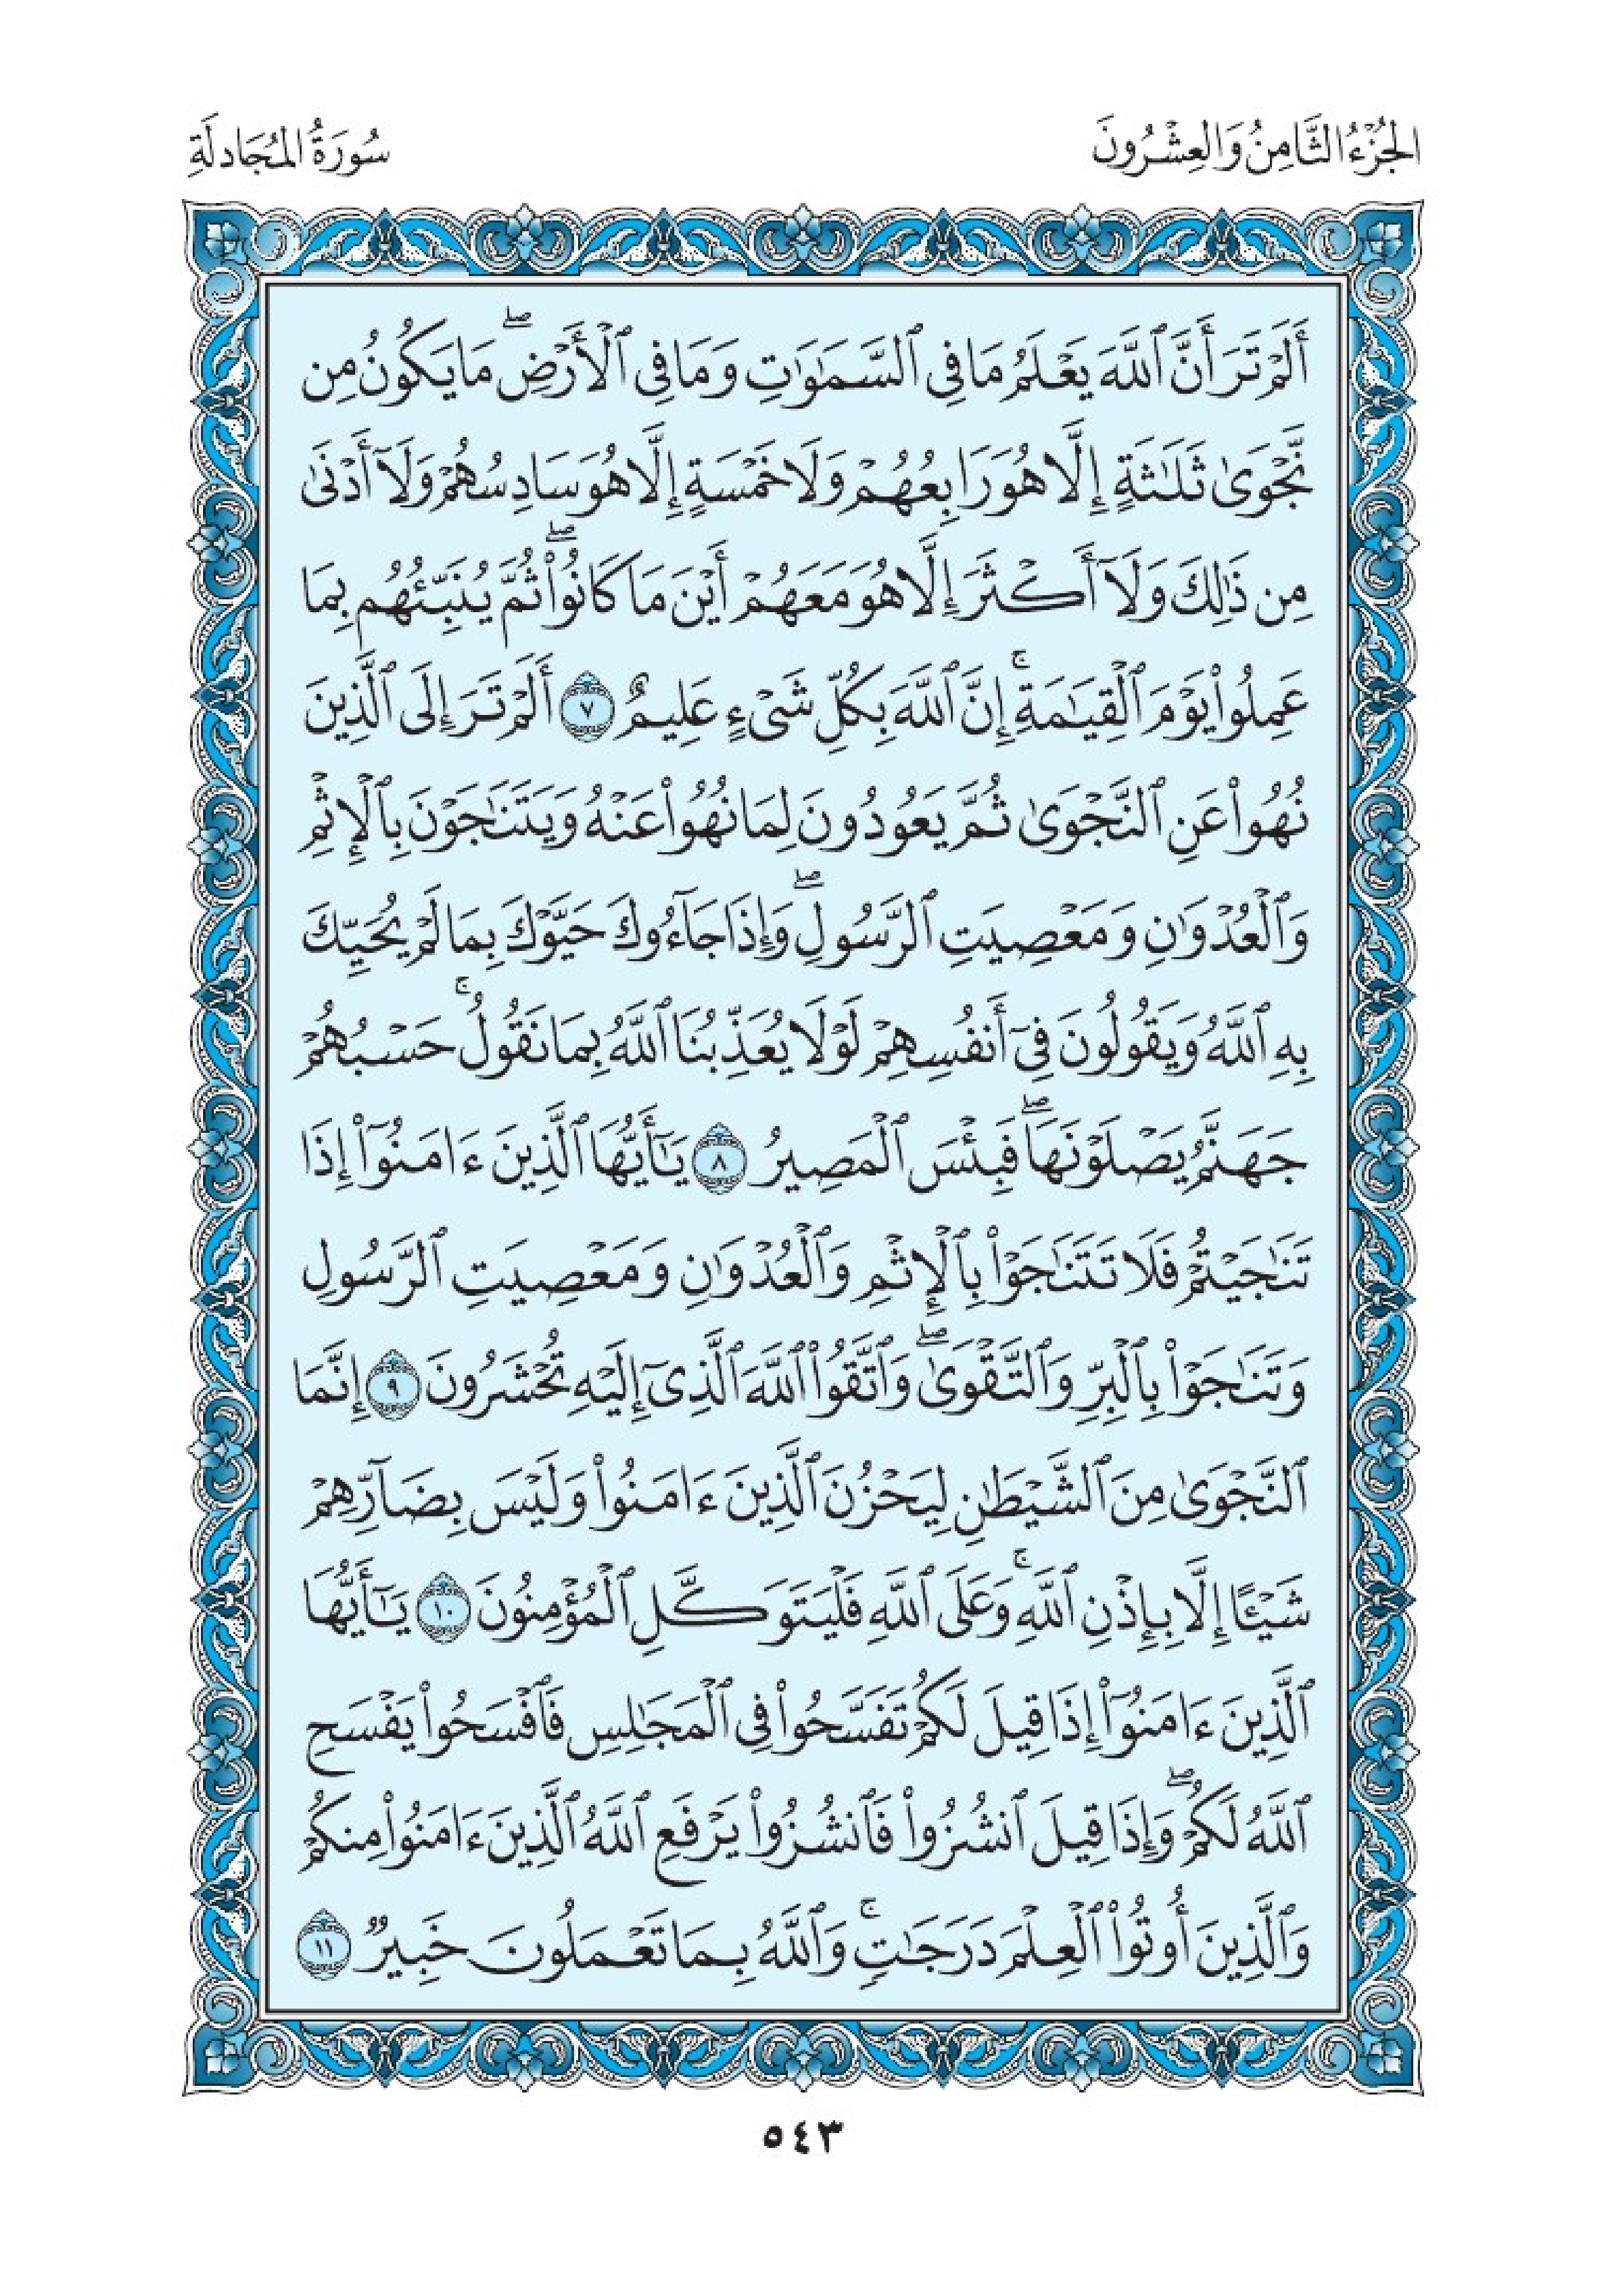 الجُزْءُ الثَّامِنُ وَالعِشْرُونَ
سُورَةُ المُجَادلَةِ
أَلَمْ تَرَ أَنَّ ٱللَّهَ يَعْلَمُ مَا فِى ٱلسَّمَٰوَٰتِ وَمَا فِى ٱلْأَرْضِ ۖ مَا يَكُونُ مِن
نَّجْوَىٰ ثَلَٰثَةٍ إِلَّا هُوَ رَابِعُهُمْ وَلَا خَمْسَةٍ إِلَّا هُوَ سَادِسُهُمْ وَلَآ أَدْنَىٰ
مِن ذَٰلِكَ وَلَآ أَكْثَرَ إِلَّا هُوَ مَعَهُمْ أَيْنَ مَا كَانُوا۟ ۖ ثُمَّ يُنَبِّئُهُم بِمَا
عَمِلُوا۟ يَوْمَ ٱلْقِيَٰمَةِ ۚ إِنَّ ٱللَّهَ بِكُلِّ شَىْءٍ عَلِيمٌ ٧ أَلَمْ تَرَ إِلَى ٱلَّذِينَ
نُهُوا۟ عَنِ ٱلنَّجْوَىٰ ثُمَّ يَعُودُونَ لِمَا نُهُوا۟ عَنْهُ وَيَتَنَٰجَوْنَ بِٱلْإِثْمِ
وَٱلْعُدْوَٰنِ وَمَعْصِيَتِ ٱلرَّسُولِ ۖ وَإِذَا جَآءُوكَ حَيَّوْكَ بِمَا لَمْ يُحَيِّكَ
بِهِ ٱللَّهُ وَيَقُولُونَ فِىٓ أَنفُسِهِمْ لَوْلَا يُعَذِّبُنَا ٱللَّهُ بِمَا نَقُولُ ۚ حَسْبُهُمْ
جَهَنَّمُ يَصْلَوْنَهَا ۖ فَبِئْسَ ٱلْمَصِيرُ ٨ يَٰٓأَيُّهَا ٱلَّذِينَ ءَامَنُوٓا۟ إِذَا
تَنَٰجَيْتُمْ فَلَا تَتَنَٰجَوْا۟ بِٱلْإِثْمِ وَٱلْعُدْوَٰنِ وَمَعْصِيَتِ ٱلرَّسُولِ
وَتَنَٰجَوْا۟ بِٱلْبِرِّ وَٱلتَّقْوَىٰ ۖ وَٱتَّقُوا۟ ٱللَّهَ ٱلَّذِىٓ إِلَيْهِ تُحْشَرُونَ ٩ إِنَّمَا
ٱلنَّجْوَىٰ مِنَ ٱلشَّيْطَٰنِ لِيَحْزُنَ ٱلَّذِينَ ءَامَنُوا۟ وَلَيْسَ بِضَآرِّهِمْ
شَيْـًٔا إِلَّا بِإِذْنِ ٱللَّهِ ۚ وَعَلَى ٱللَّهِ فَلْيَتَوَكَّلِ ٱلْمُؤْمِنُونَ ١٠ يَٰٓأَيُّهَا
ٱلَّذِينَ ءَامَنُوٓا۟ إِذَا قِيلَ لَكُمْ تَفَسَّحُوا۟ فِى ٱلْمَجَٰلِسِ فَٱفْسَحُوا۟ يَفْسَحِ
ٱللَّهُ لَكُمْ ۖ وَإِذَا قِيلَ ٱنشُزُوا۟ فَٱنشُزُوا۟ يَرْفَعِ ٱللَّهُ ٱلَّذِينَ ءَامَنُوا۟ مِنكُمْ
وَٱلَّذِينَ أُوتُوا۟ ٱلْعِلْمَ دَرَجَٰتٍ ۚ وَٱللَّهُ بِمَا تَعْمَلُونَ خَبِيرٌ ١١
٥٤٣